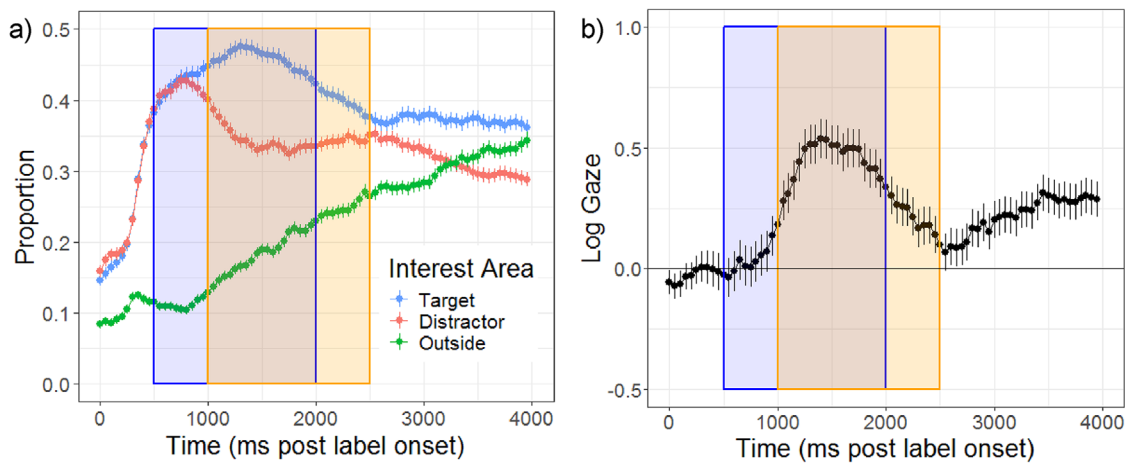 a)
0.5
0.4
0.3
0.2
0.1
0.0
Proportion
Interest Area
Target
Distractor
Outside
0 1000 2000 3000 4000
Time (ms post label onset)
b)
1.0
0.5
0.0
-0.5
Log Gaze
0 1000 2000 3000 4000
Time (ms post label onset)